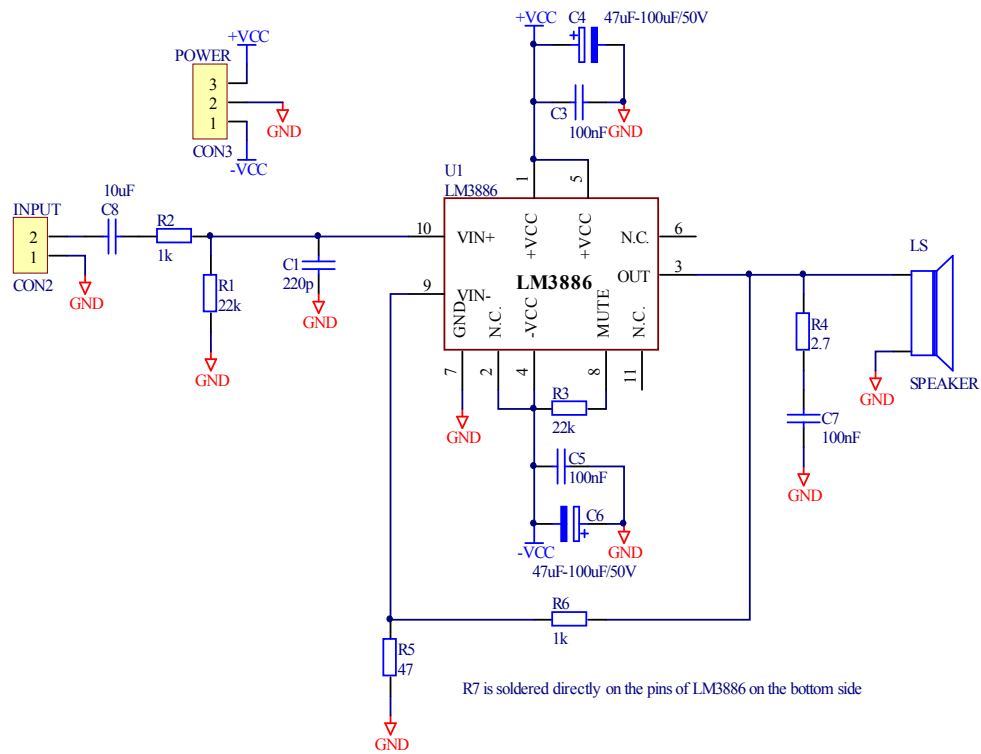 +VCC
C4
47uF-100uF/50V
+VCC
POWER
3
2
1
GND
C3
100nF
GND
CON3
-VCC
U1
LM3886
1
5
10uF
INPUT
C8
R2
2
1
1k
CON2
GND
10
VIN+
+VCC
+VCC
N.C.
6
LS
C1
220p
GND
R1
22k
GND
LM3886
OUT
3
9
VIN-
GND
N.C.
-VCC
MUTE
N.C.
7
2
4
8
11
GND
R3
22k
R4
2.7
GND
SPEAKER
C7
100nF
GND
C5
100nF
C6
GND
-VCC
47uF-100uF/50V
R6
1k
R5
47
GND
R7 is soldered directly on the pins of LM3886 on the bottom side